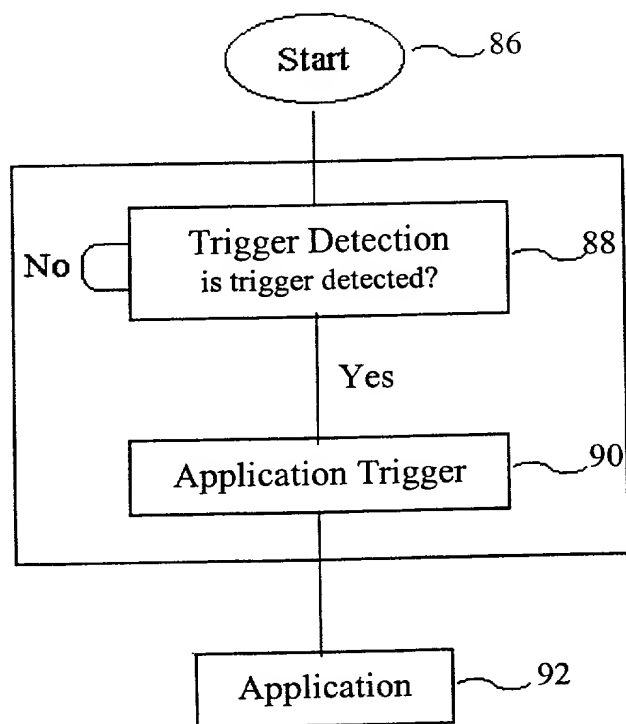 Start
86
Trigger Detection
is trigger detected?
88
No
Yes
Application Trigger
90
Application
92